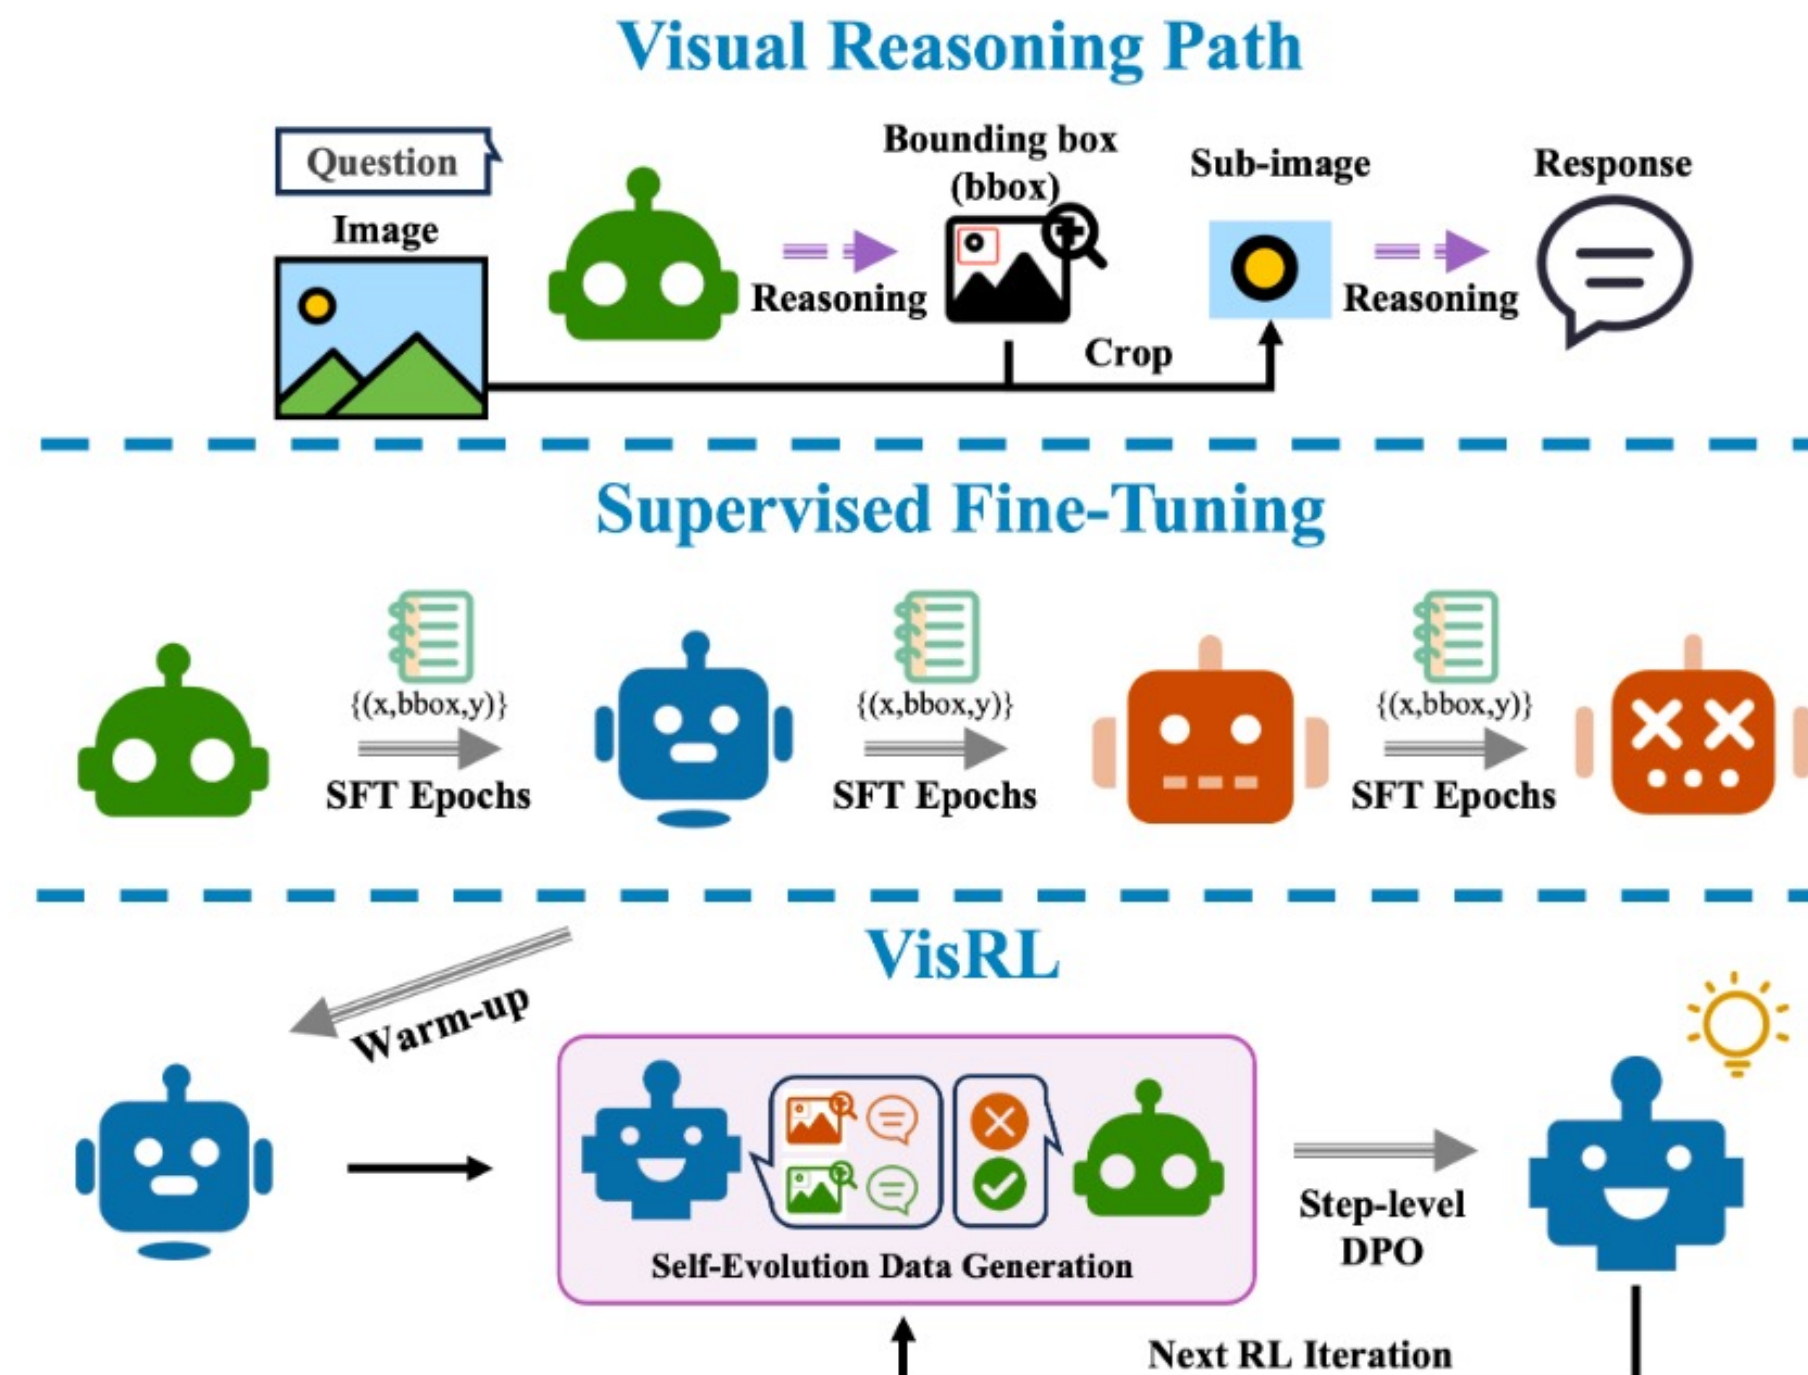 Visual Reasoning Path
Question
Image
Reasoning
Bounding box
(bbox)
Crop
Sub-image
Reasoning
Response
Supervised Fine-Tuning
{(x,bbox,y)}
SFT Epochs
{(x,bbox,y)}
SFT Epochs
{(x,bbox,y)}
SFT Epochs
VisRL
Warm-up
Self-Evolution Data Generation
Step-level
DPO
Next RL Iteration